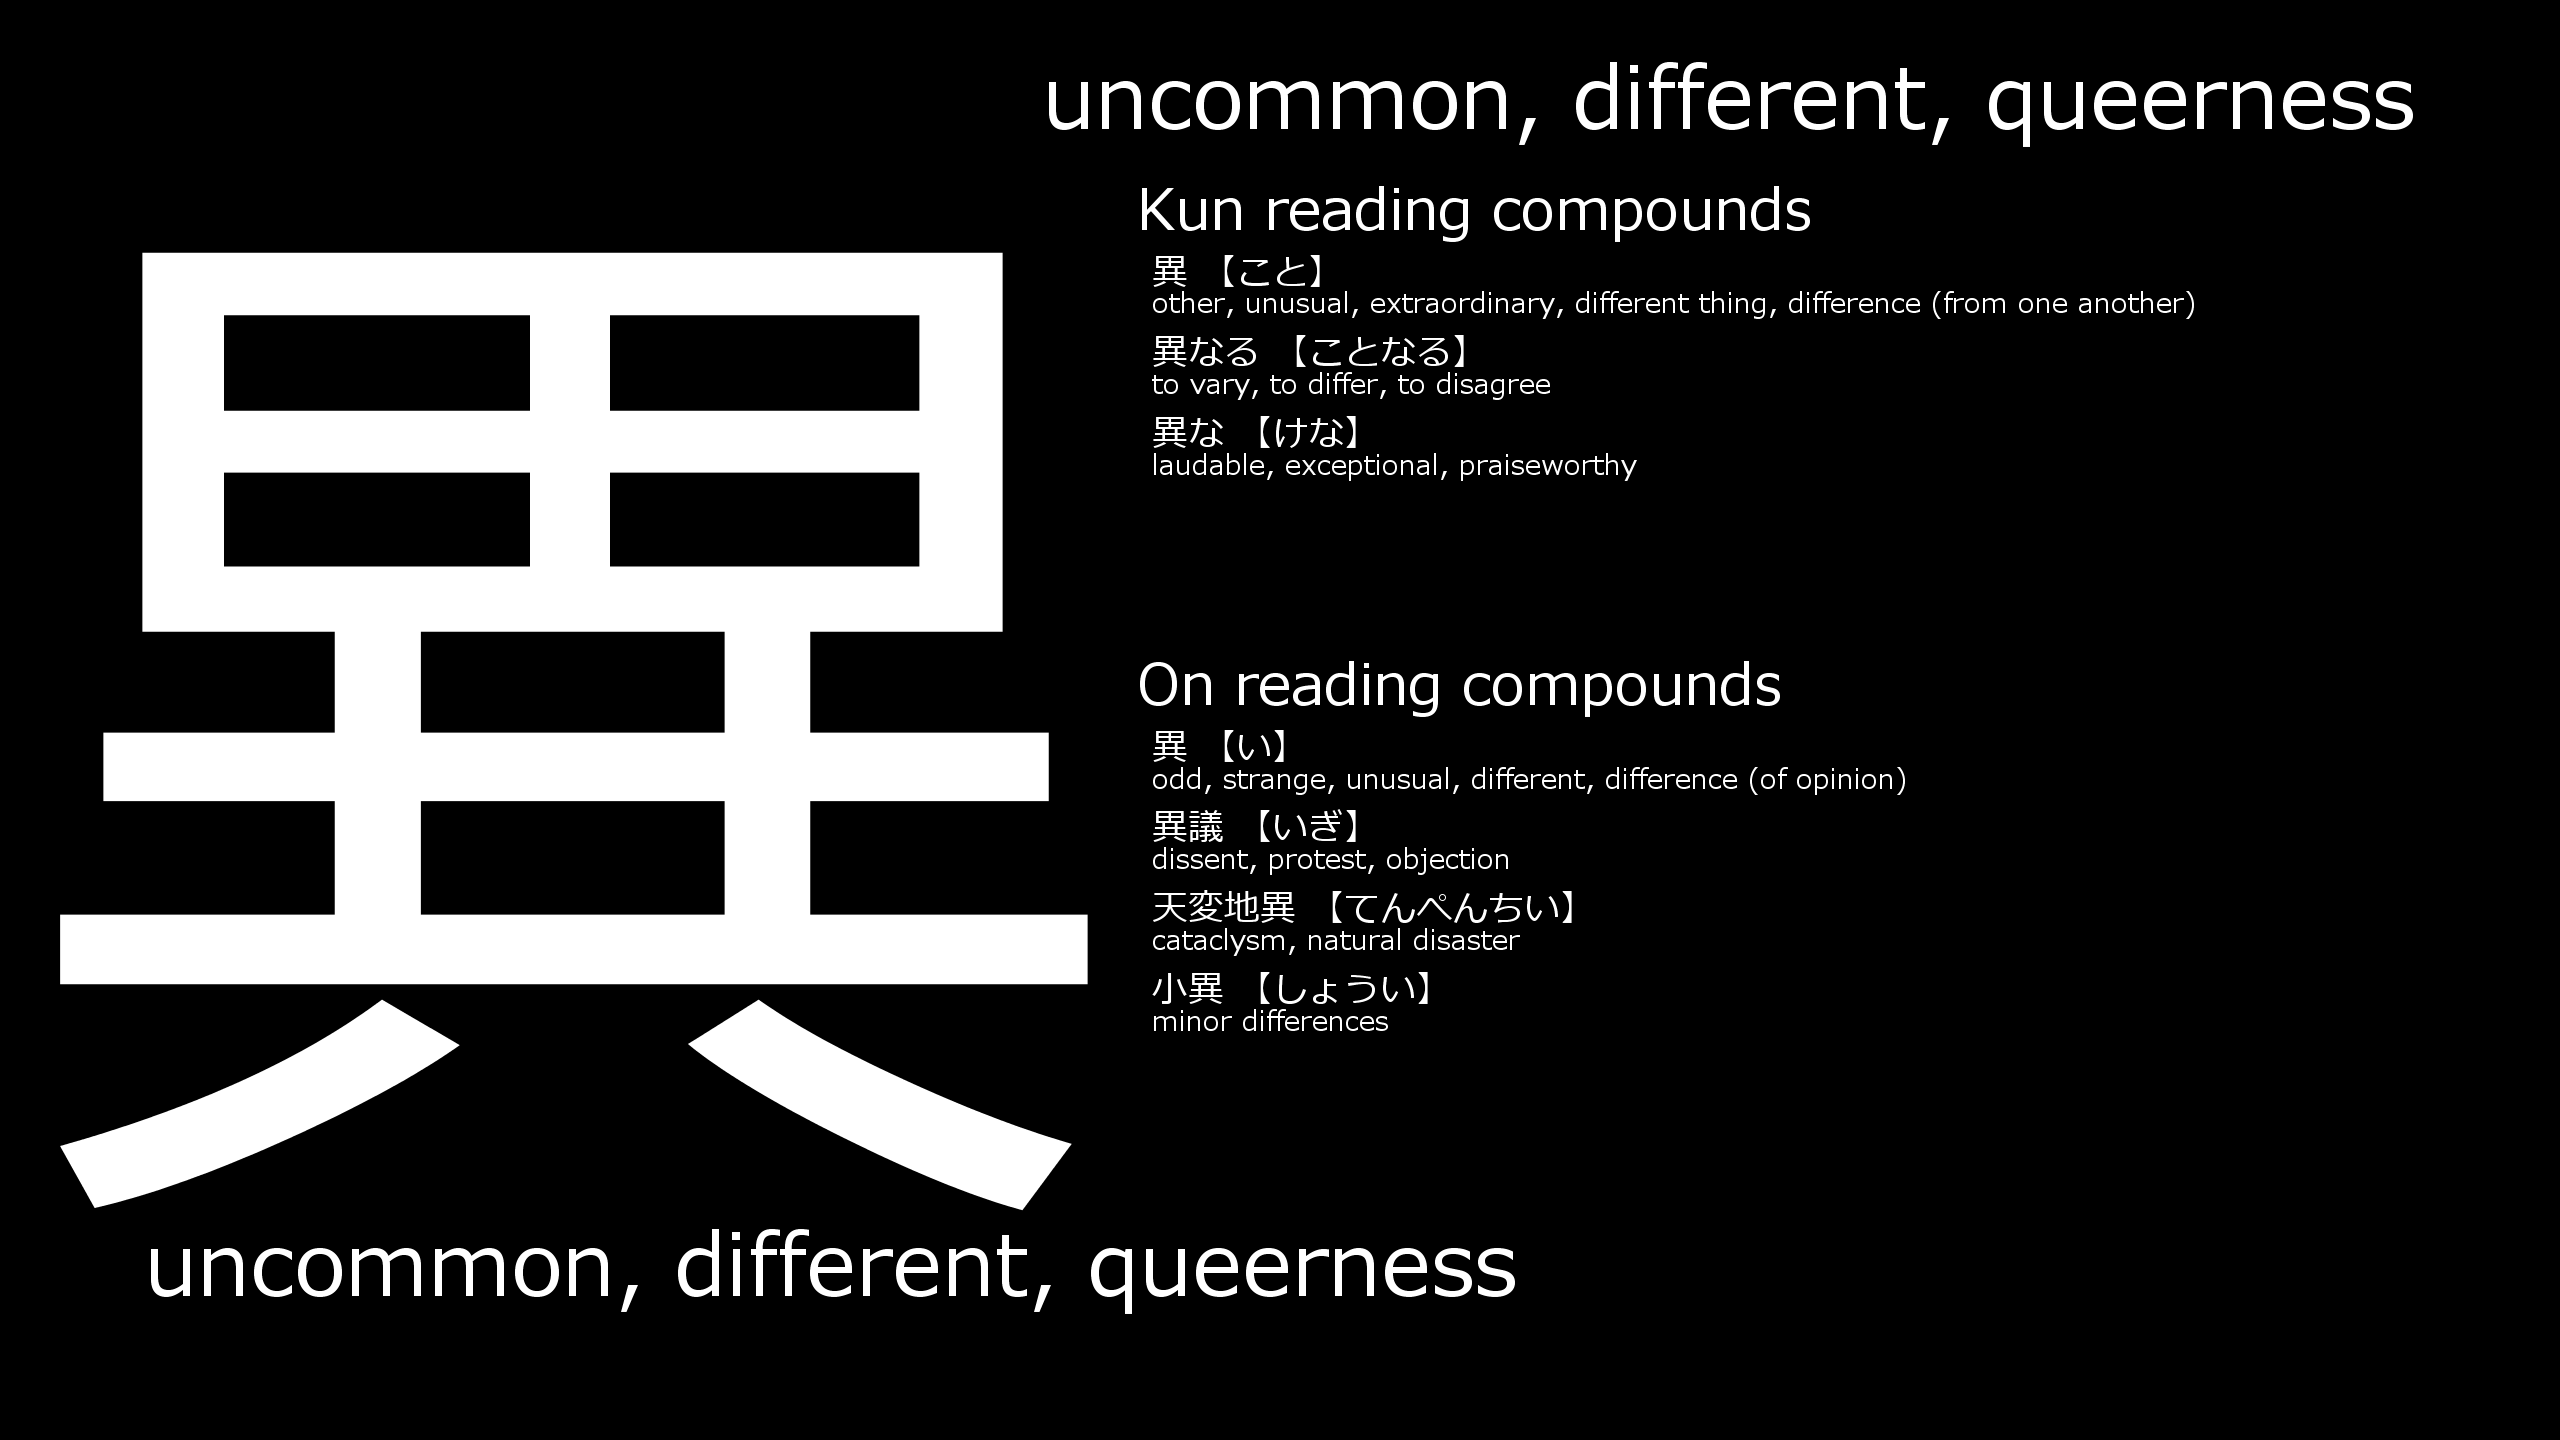 uncommon, different, queerness
異
Kun reading compounds
異 【こと】
other, unusual, extraordinary, different thing, difference (from one another)
異なる 【ことなる】
to vary, to differ, to disagree
異な 【けな】
laudable, exceptional, praiseworthy
On reading compounds
異 【い】
odd, strange, unusual, different, difference (of opinion)
異議 【いぎ】
dissent, protest, objection
天変地異 【てんぺんちい】
cataclysm, natural disaster
小異 【しょうい】
minor differences
uncommon, different, queerness